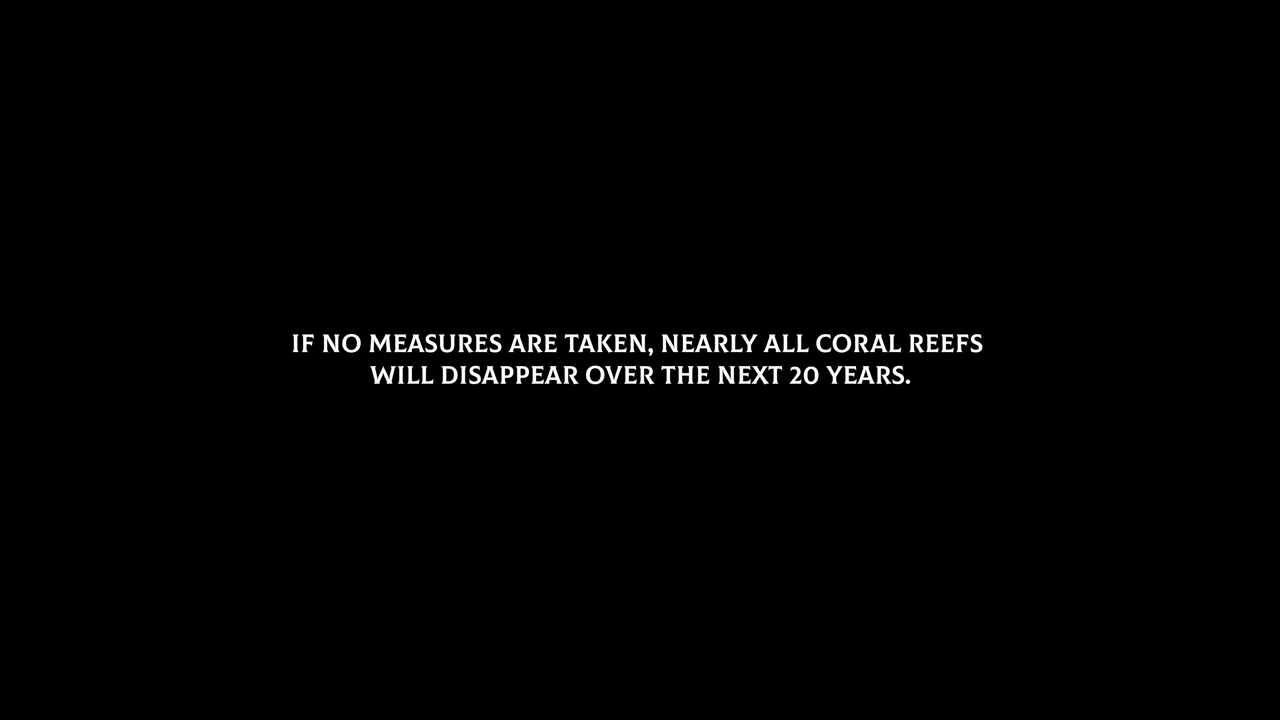 IF NO MEASURES ARE TAKEN, NEARLY ALL CORAL REEFS
WILL DISAPPEAR OVER THE NEXT 20 YEARS.